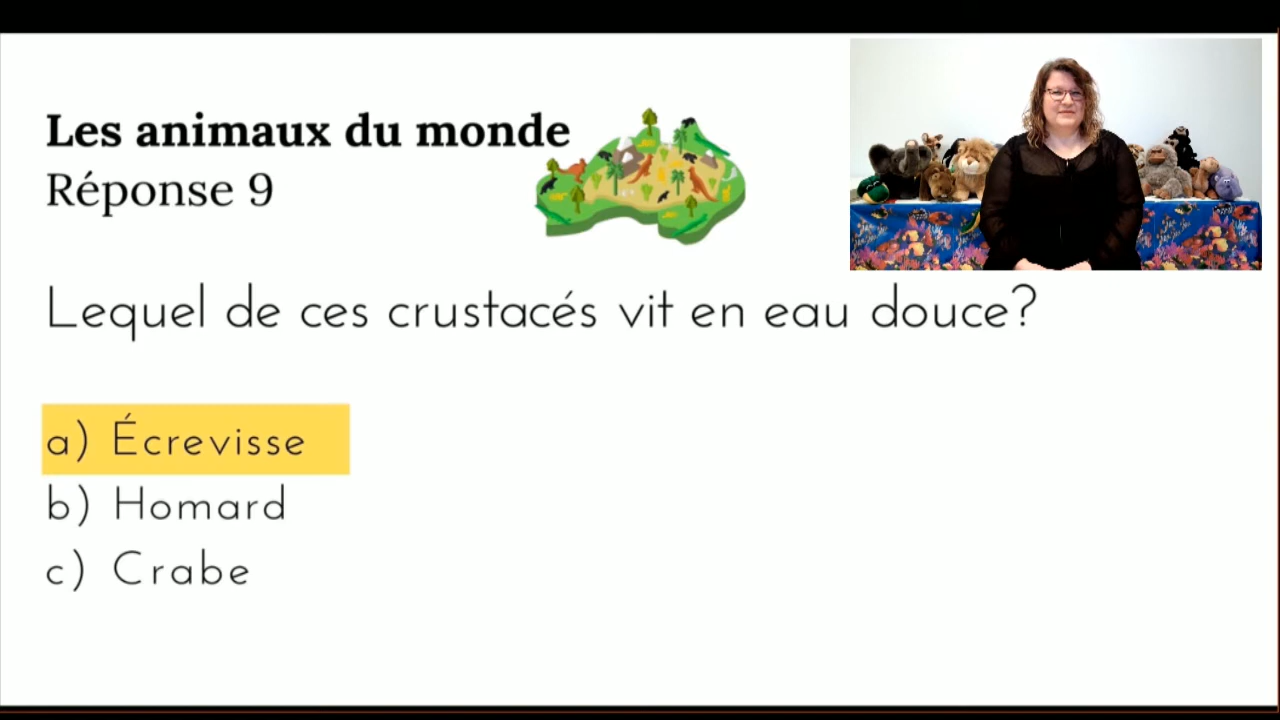 Les animaux du monde
Réponse 9
Lequel de ces crustacés vit en eau douce?
a) Écrevisse
b) Homard
c) Crabe